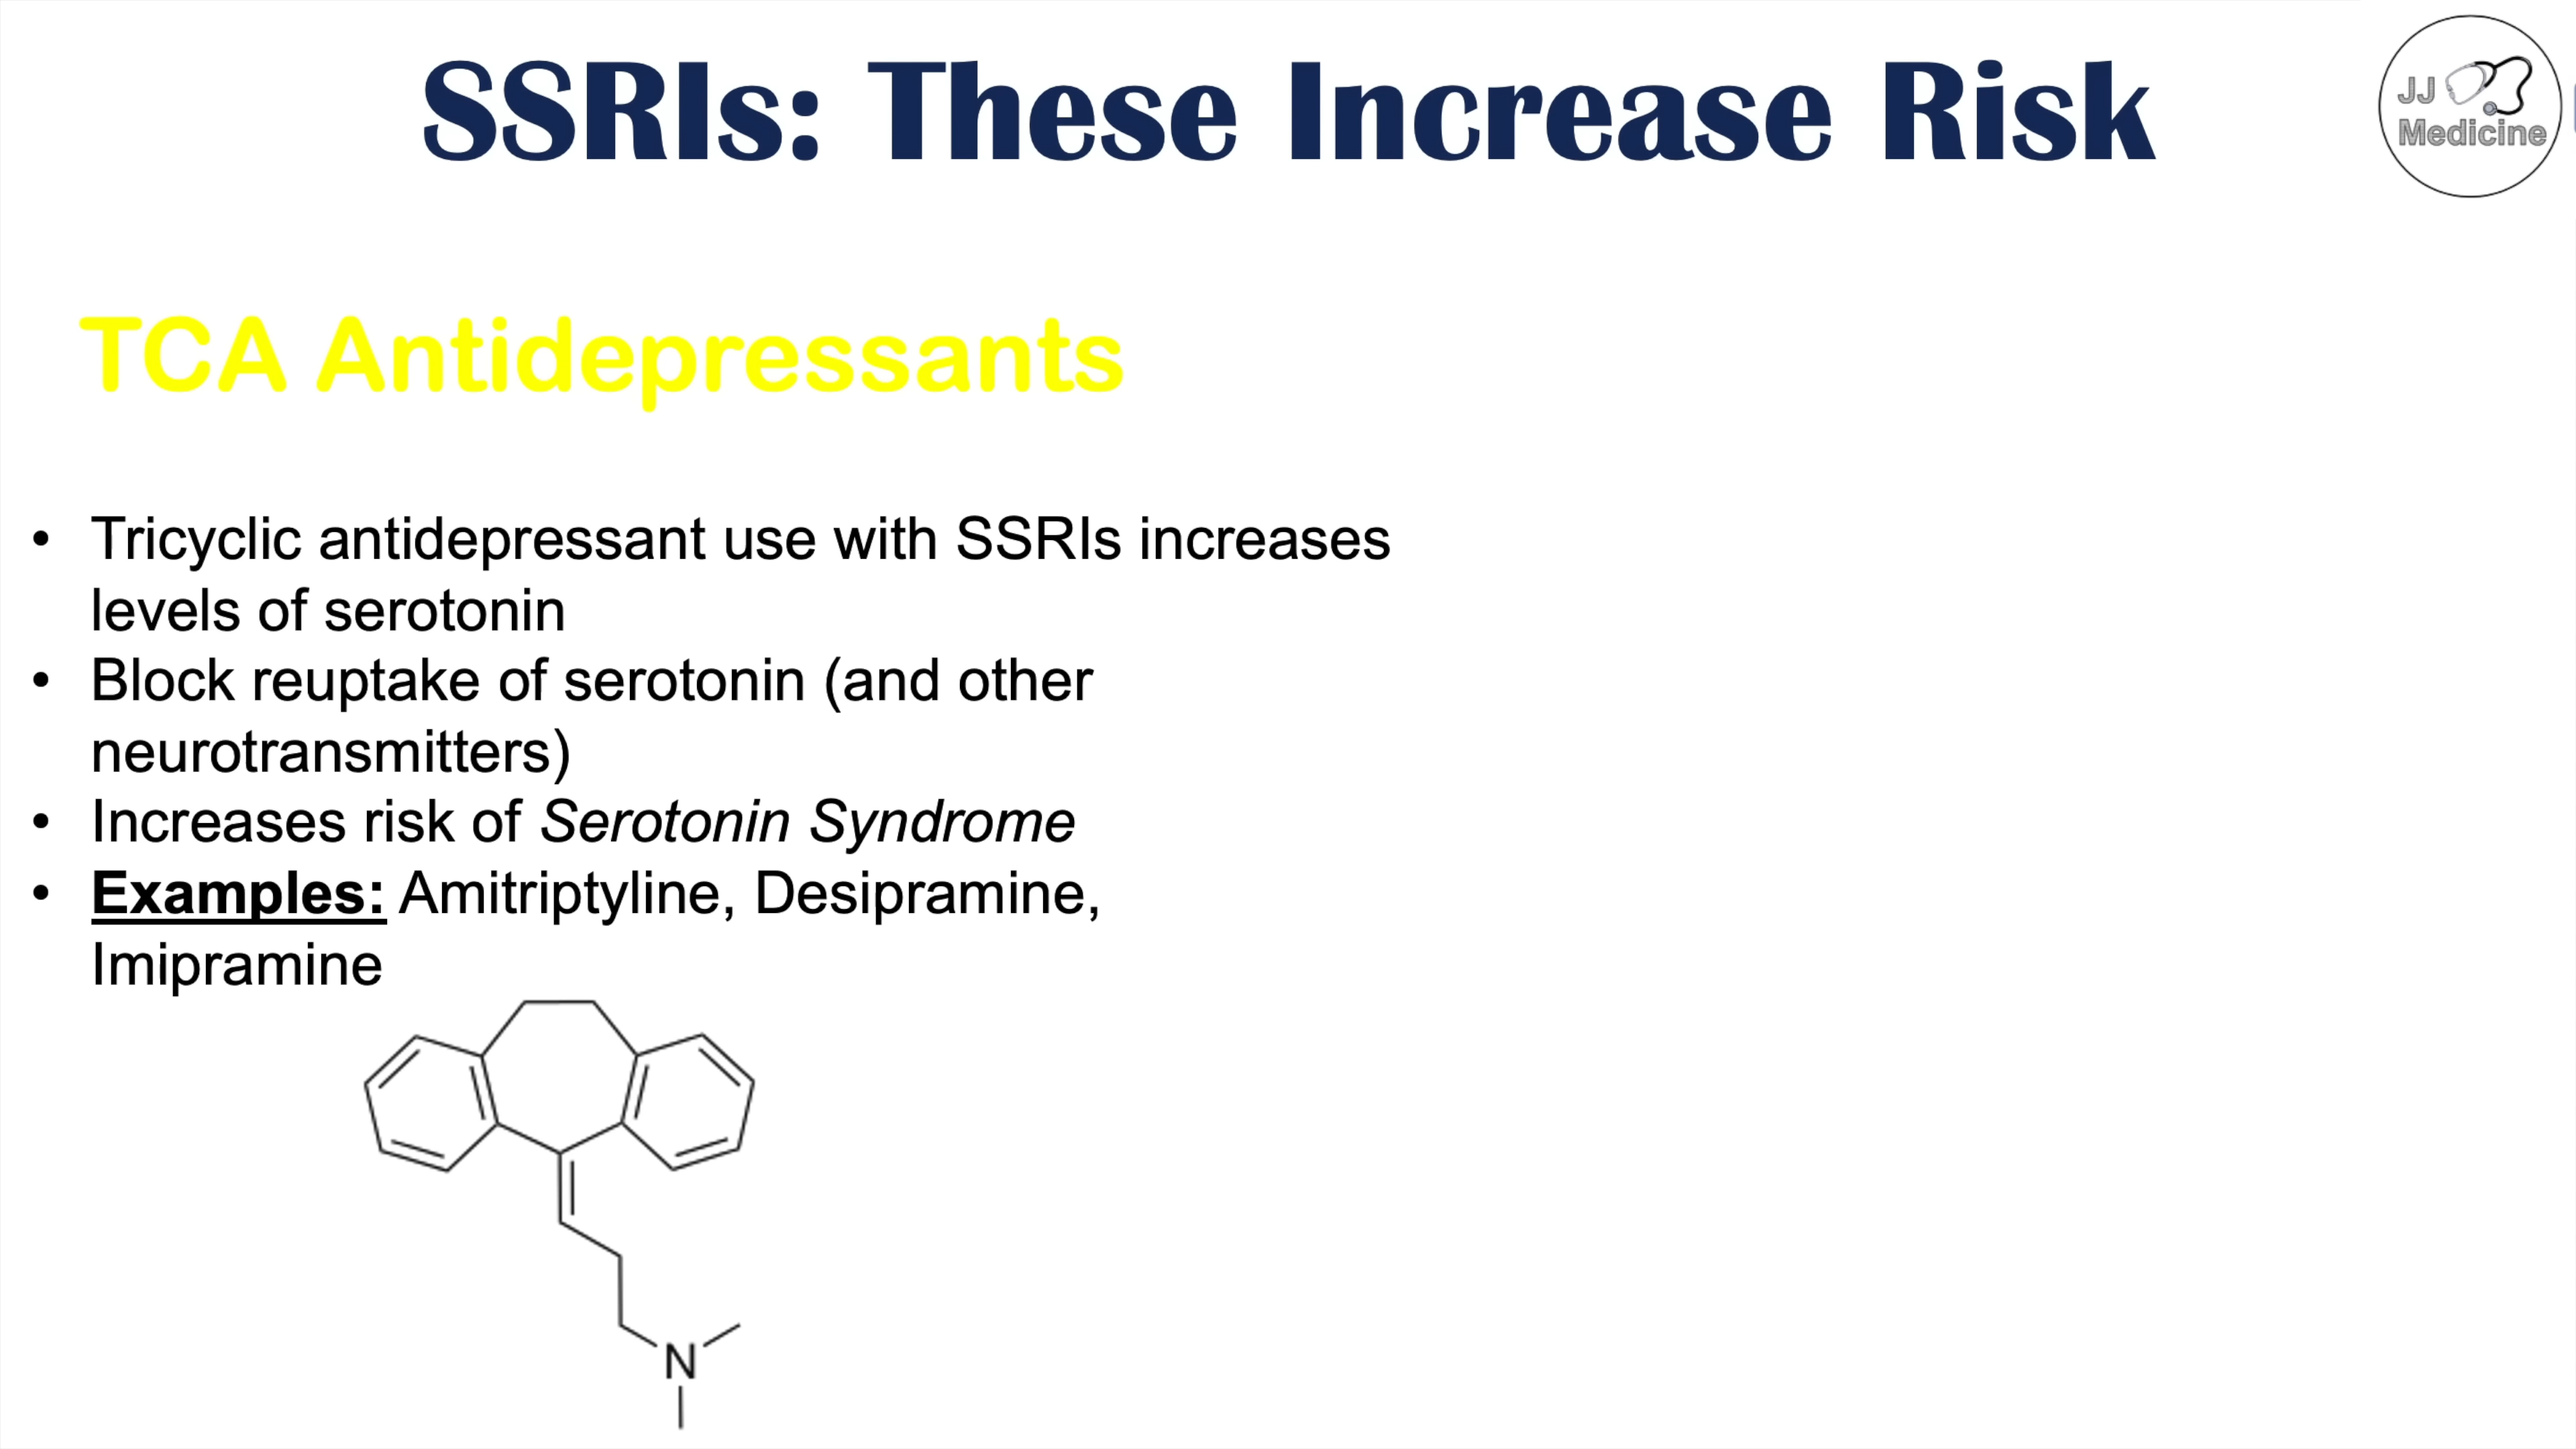 SSRIs: These Increase Risk
JJ
Medicine
TCA Antidepressants
• Tricyclic antidepressant use with SSRIs increases
levels of serotonin
• Block reuptake of serotonin (and other
neurotransmitters)
• Increases risk of Serotonin Syndrome
• Examples: Amitriptyline, Desipramine,
Imipramine
N